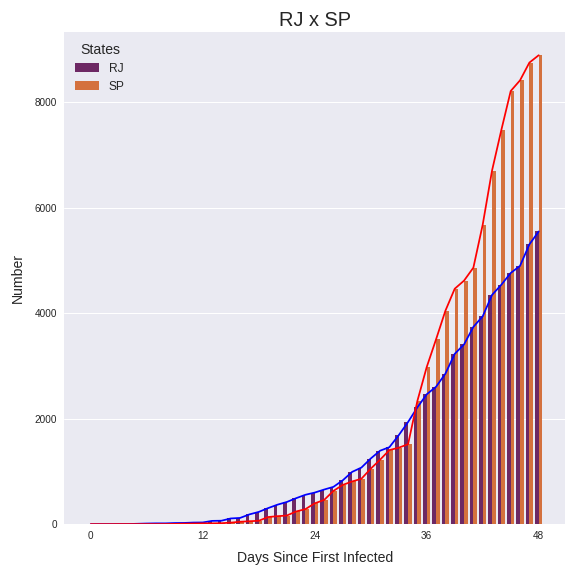 RJ x SP
States
RJ
SP
8000
6000
4000
2000
0
Number
0 12 24 36 48
Days Since First Infected